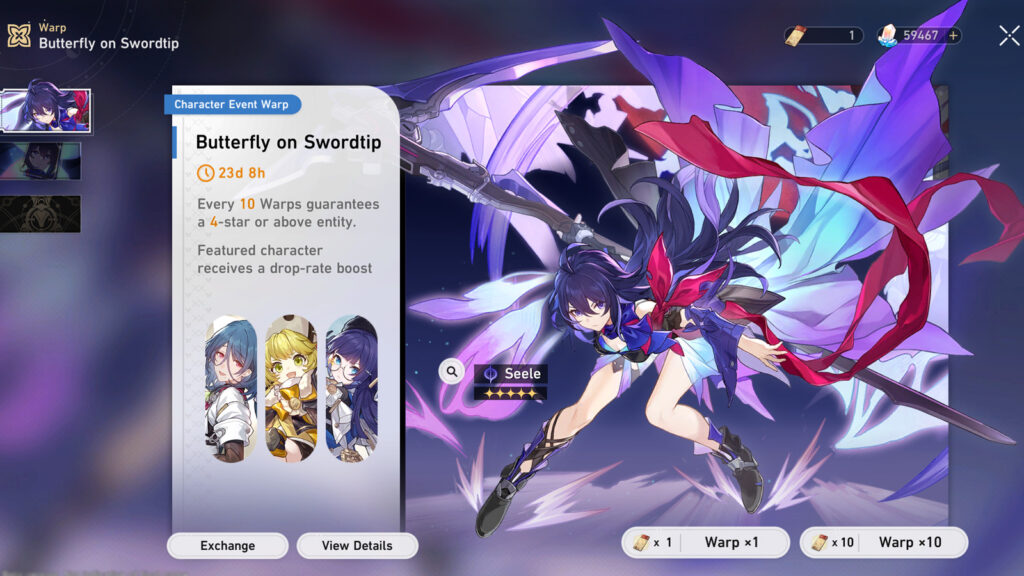 Warp
Butterfly on Swordtip
1
59467
Character Event Warp
Butterfly on Swordtip
23d 8h
Every 10 Warps guarantees
a 4-star or above entity.
Featured character
receives a drop-rate boost
Seele
Exchange
View Details
x 1 Warp ×1
x 10 Warp ×10